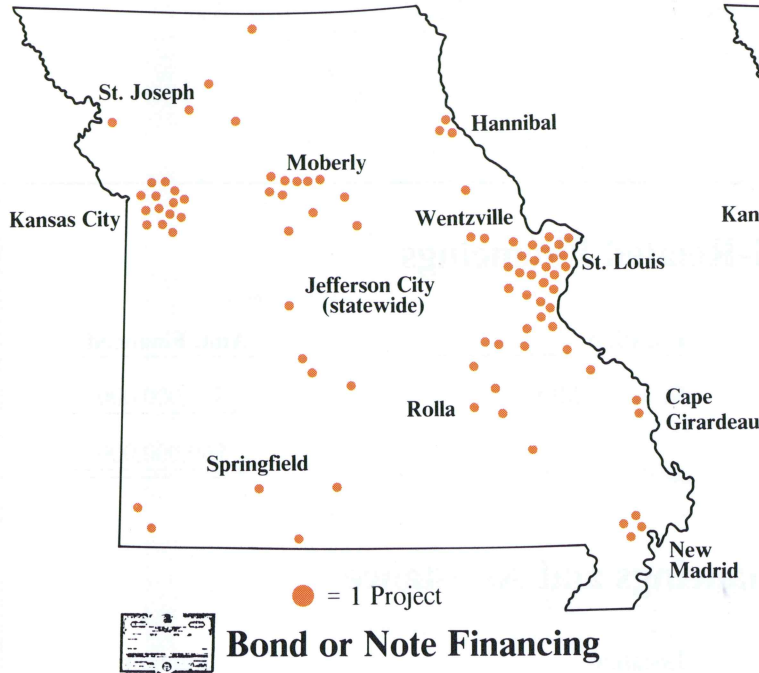 St. Joseph
Hannibal
Moberly
Kansas City
Wentzville
Kan
St. Louis
Jefferson City
(statewide)
Rolla
Cape
Girardeau
Springfield
New
Madrid
= 1 Project
Bond or Note Financing